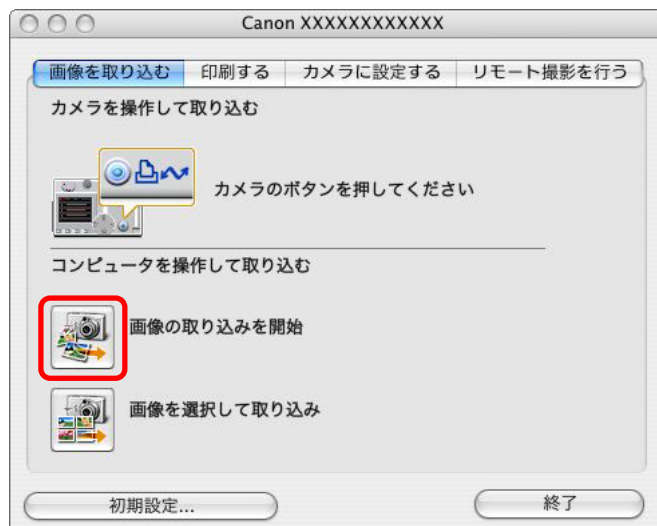 Canon XXXXXXXXXXXX
画像を取り込む 印刷する カメラに設定する リモート撮影を行う
カメラを操作して取り込む
カメラのボタンを押してください
コンピュータを操作して取り込む
画像の取り込みを開始
画像を選択して取り込み
初期設定... 終了